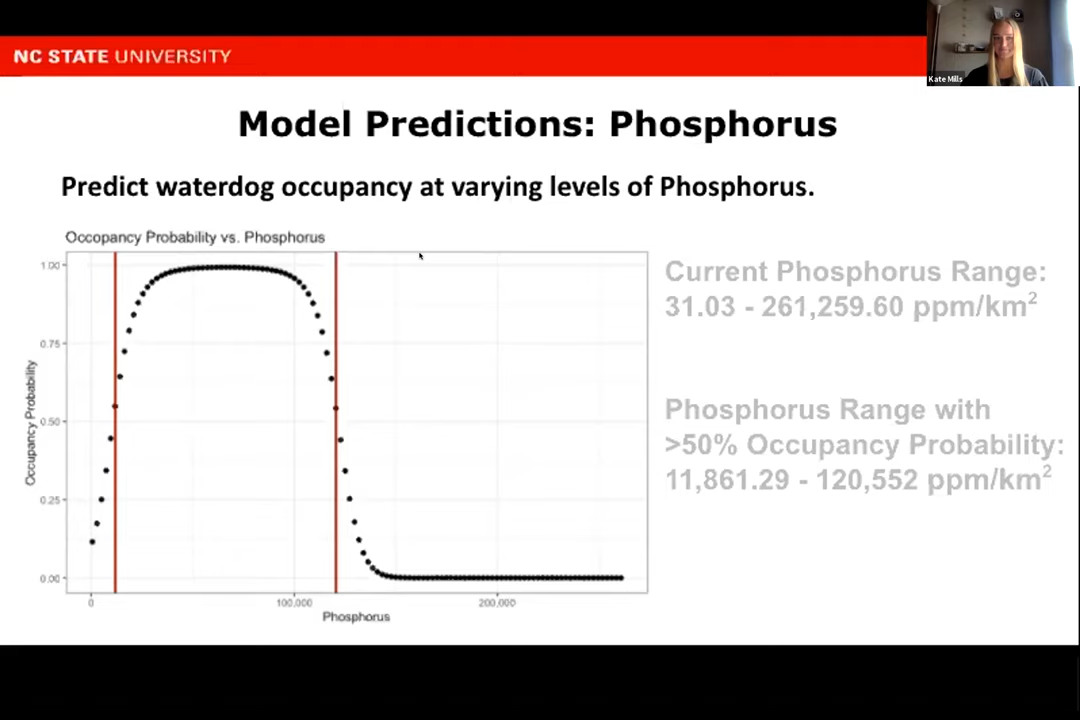 NC STATE UNIVERSITY
Kate Mills
Model Predictions: Phosphorus
Predict waterdog occupancy at varying levels of Phosphorus.
Occopancy Probability vs. Phosphorus
1.00
0.75
0.50
0.25
0.00
Occupancy Probability
0
100,000
200,000
Phosphorus
Current Phosphorus Range:
31.03 - 261,259.60 ppm/km²
Phosphorus Range with
>50% Occupancy Probability:
11,861.29 - 120,552 ppm/km²